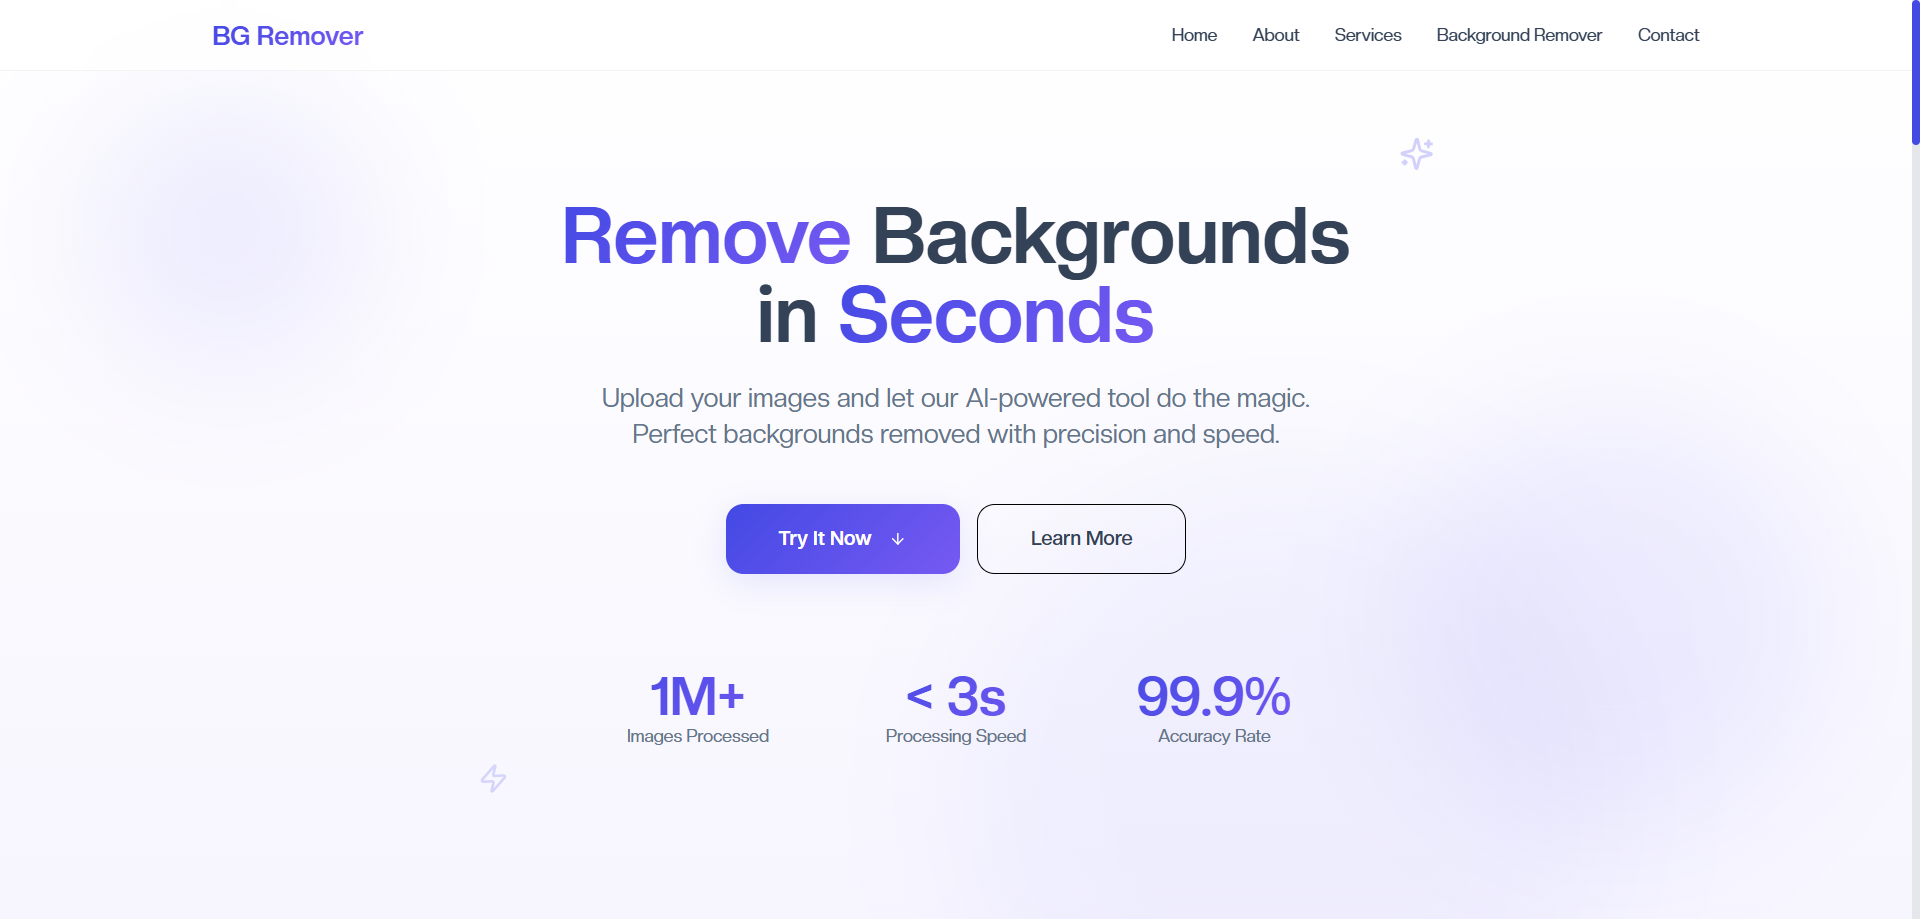 BG Remover
Home
About
Services
Background Remover
Contact
Remove Backgrounds
in Seconds
Upload your images and let our AI-powered tool do the magic.
Perfect backgrounds removed with precision and speed.
Try It Now
Learn More
1M+
Images Processed
< 3s
Processing Speed
99.9%
Accuracy Rate